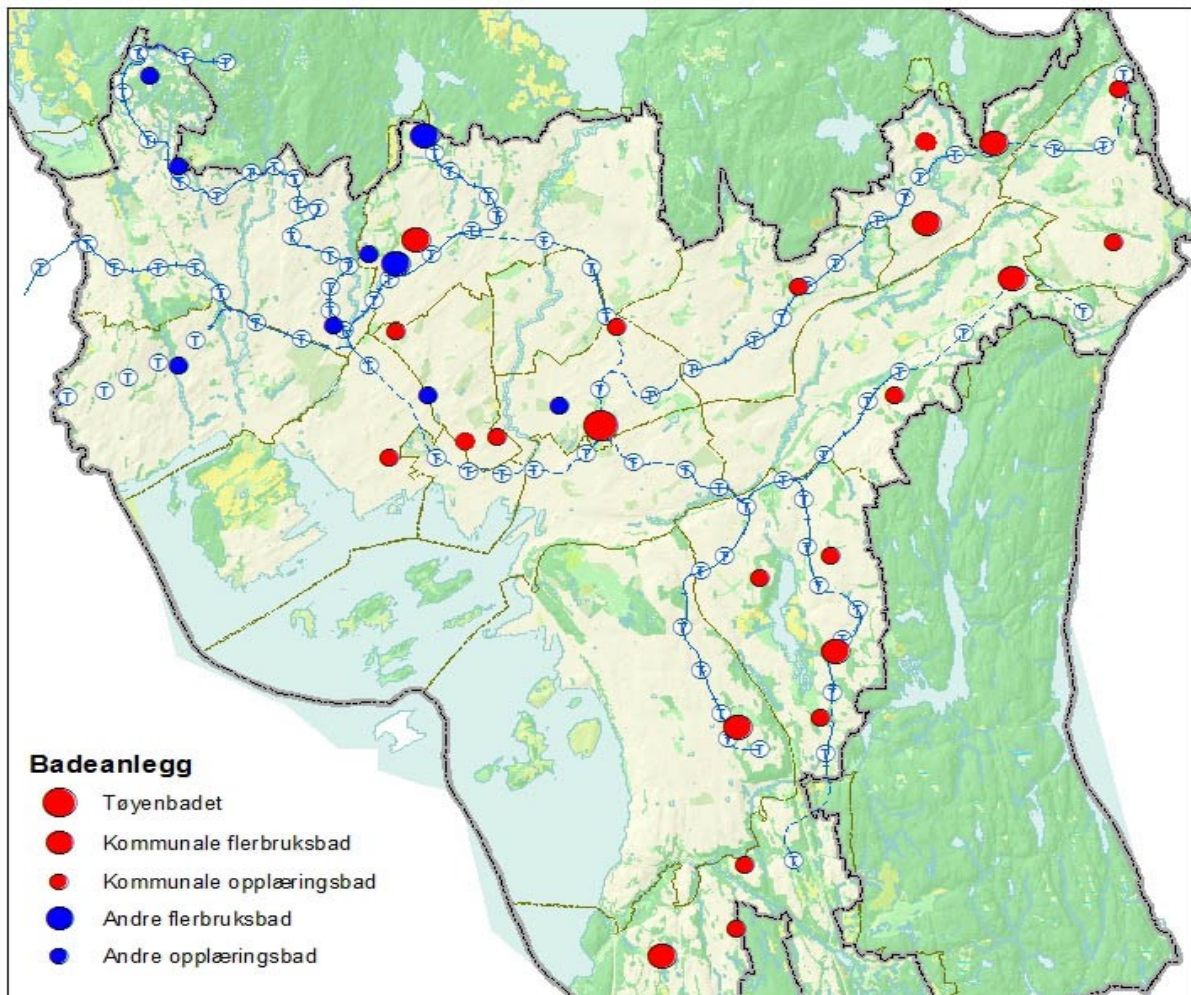 Badeanlegg
Tøyenbadet
Kommunale flerbruksbad
Kommunale opplæringsbad
Andre flerbruksbad
Andre opplæringsbad